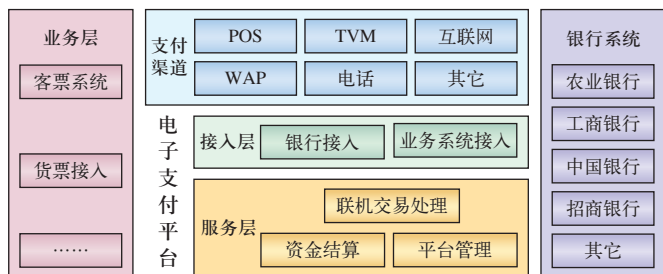 业务层
客票系统
货票接入
……
支付
渠道
POS
TVM
互联网
WAP
电话
其它
电子支付平台
接入层
银行接入
业务系统接入
服务层
联机交易处理
资金结算
平台管理
银行系统
农业银行
工商银行
中国银行
招商银行
其它